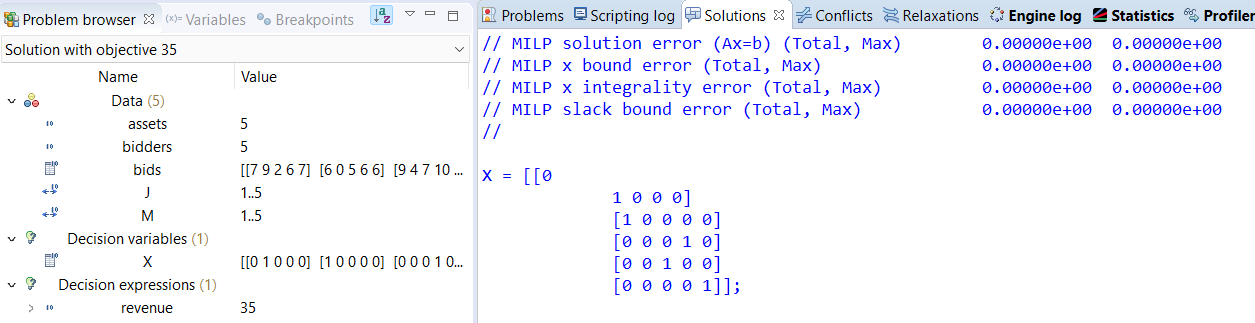 Problem browser (x)= Variables Breakpoints
Solution with objective 35
Name Value
Data (5)
assets 5
bidders 5
bids [[7 9 2 6 7] [6 0 5 6 6] [9 4 7 10 ...
J 1..5
M 1..5
Decision variables (1)
X [[0 1 0 0 0] [1 0 0 0 0] [0 0 0 1 0...
Decision expressions (1)
revenue 35
Problems Scripting log Solutions Conflicts Relaxations Engine log Statistics Profiler
// MILP solution error (Ax=b) (Total, Max) 0.00000e+00 0.00000e+00
// MILP x bound error (Total, Max) 0.00000e+00 0.00000e+00
// MILP x integrality error (Total, Max) 0.00000e+00 0.00000e+00
// MILP slack bound error (Total, Max) 0.00000e+00 0.00000e+00
//
X = [[0
1 0 0 0]
[1 0 0 0 0]
[0 0 0 1 0]
[0 0 1 0 0]
[0 0 0 0 1]];